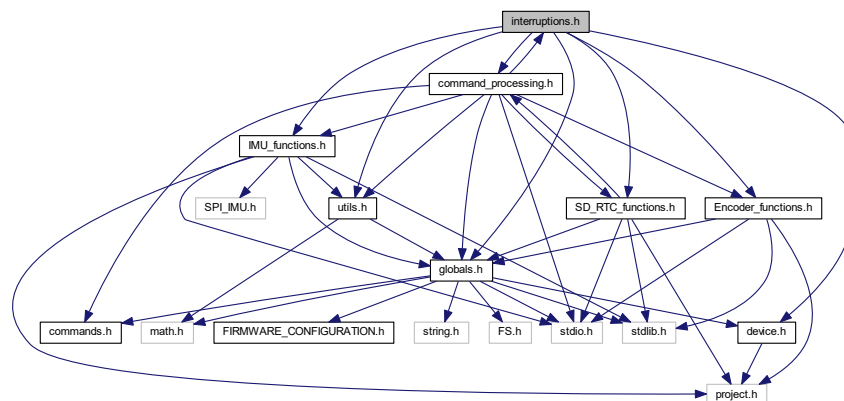 interruptions.h
command_processing.h
IMU_functions.h
SPI_IMU.h
utils.h
SD_RTC_functions.h
Encoder_functions.h
globals.h
commands.h
math.h
FIRMWARE_CONFIGURATION.h
string.h
FS.h
stdio.h
stdlib.h
device.h
project.h